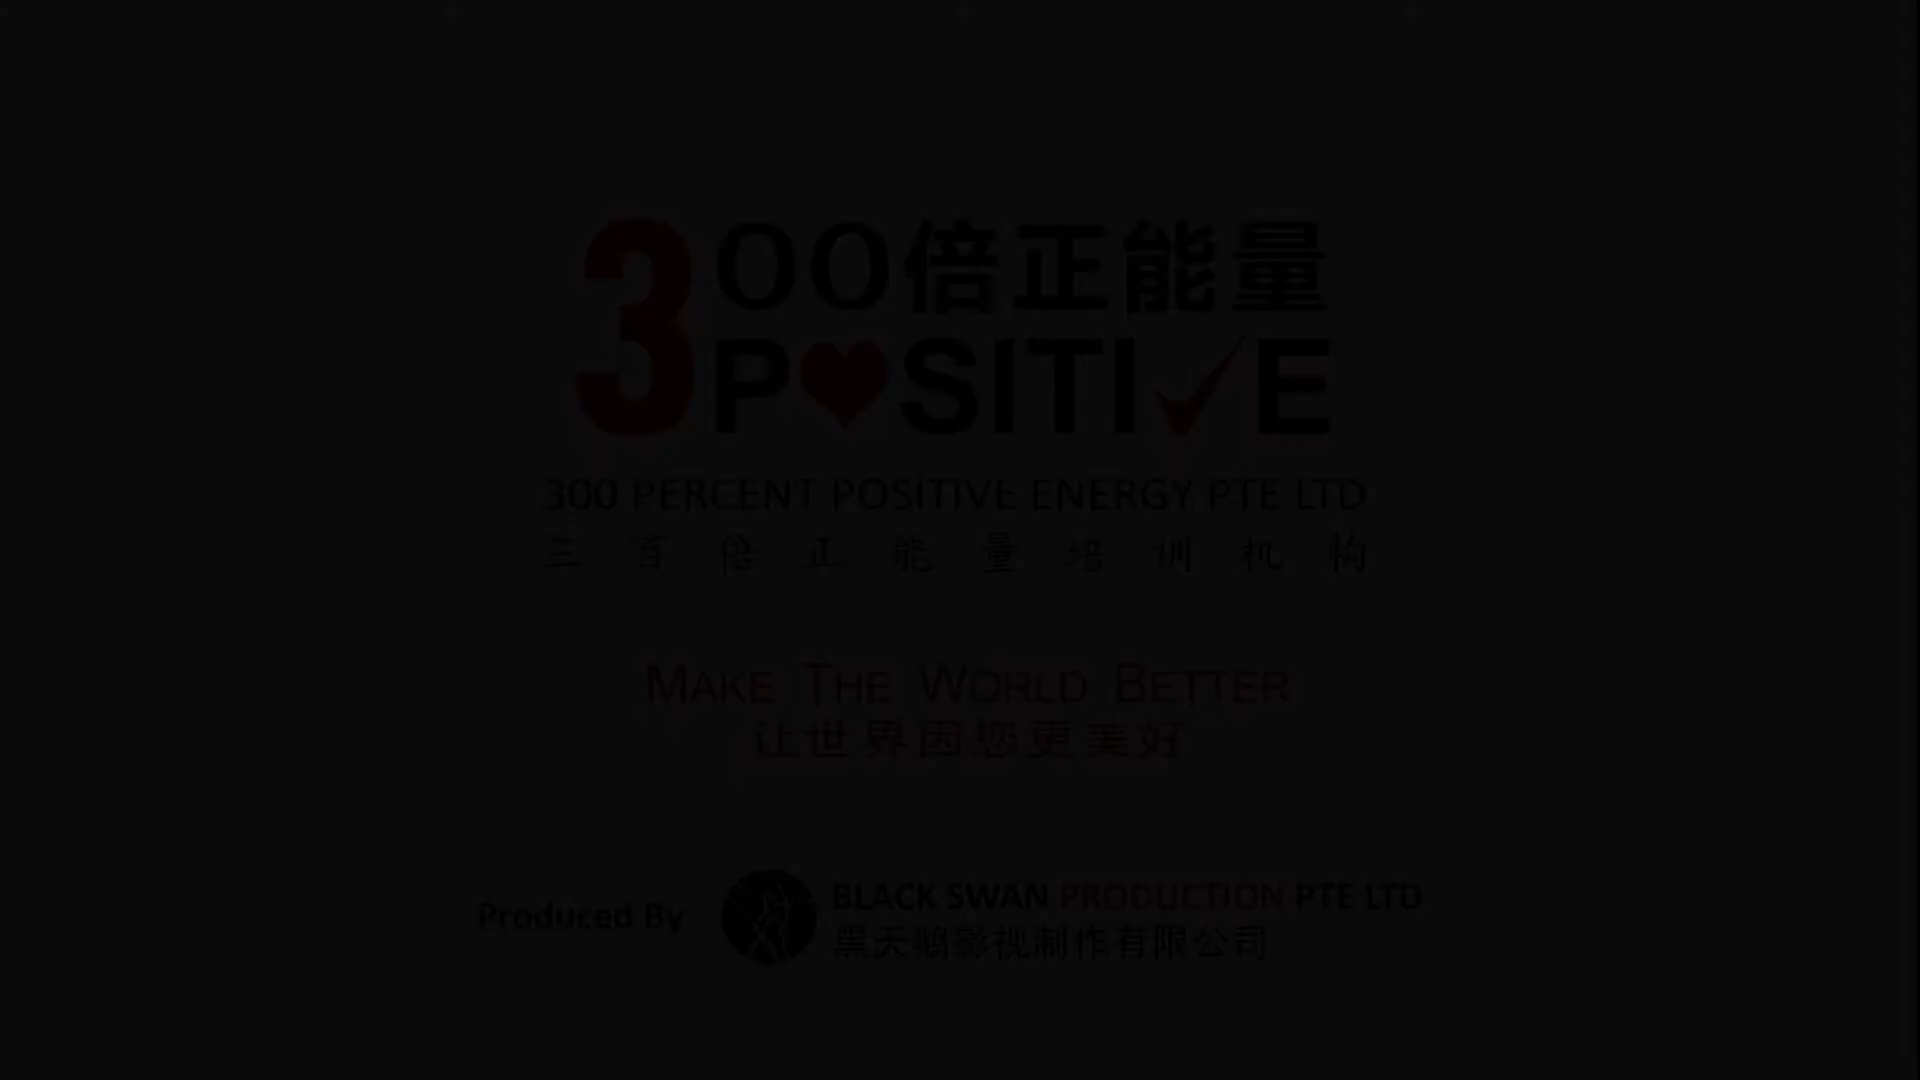 300倍正能量
POSITIVE
300 PERCENT POSITIVE ENERGY PTE LTD
三百倍正能量培训机构
MAKE THE WORLD BETTER
让世界因您更美好
Produced By
BLACK SWAN PRODUCTION PTE LTD
黑天鹅影视制作有限公司